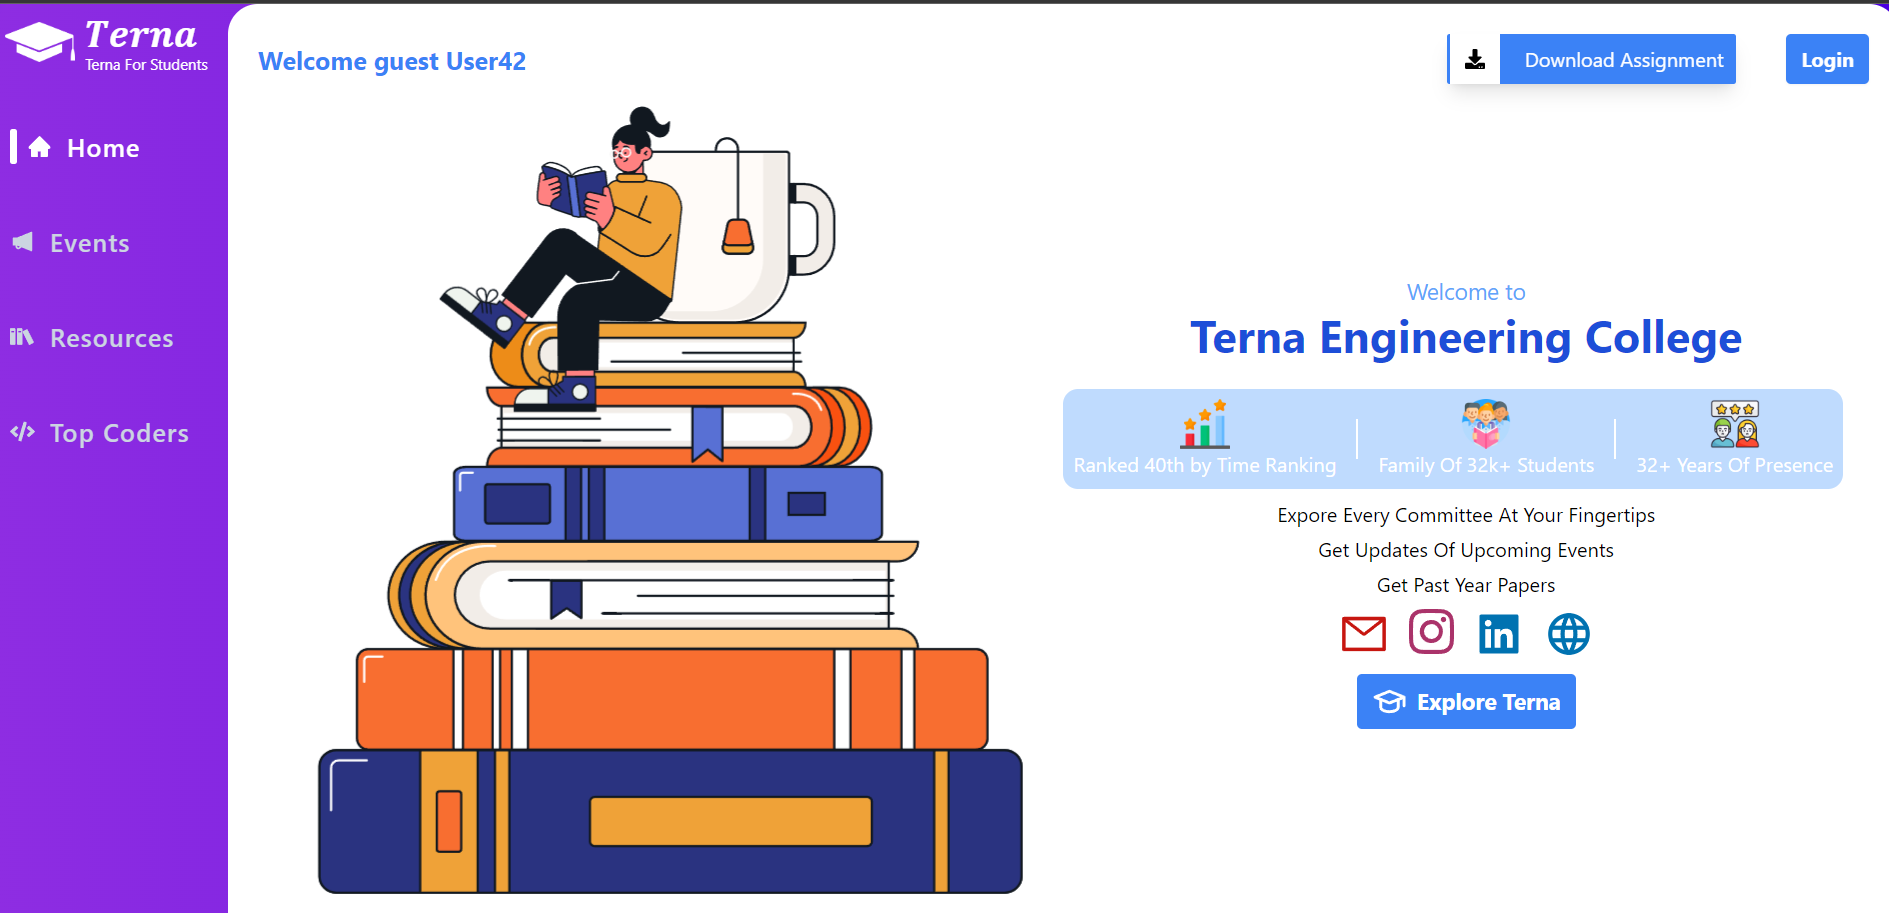 Terna
Terna For Students
Home
Events
Resources
Top Coders
Welcome guest User42
Download Assignment
Login
Welcome to
Terna Engineering College
Ranked 40th by Time Ranking
Family Of 32k+ Students
32+ Years Of Presence
Expore Every Committee At Your Fingertips
Get Updates Of Upcoming Events
Get Past Year Papers
in
Explore Terna